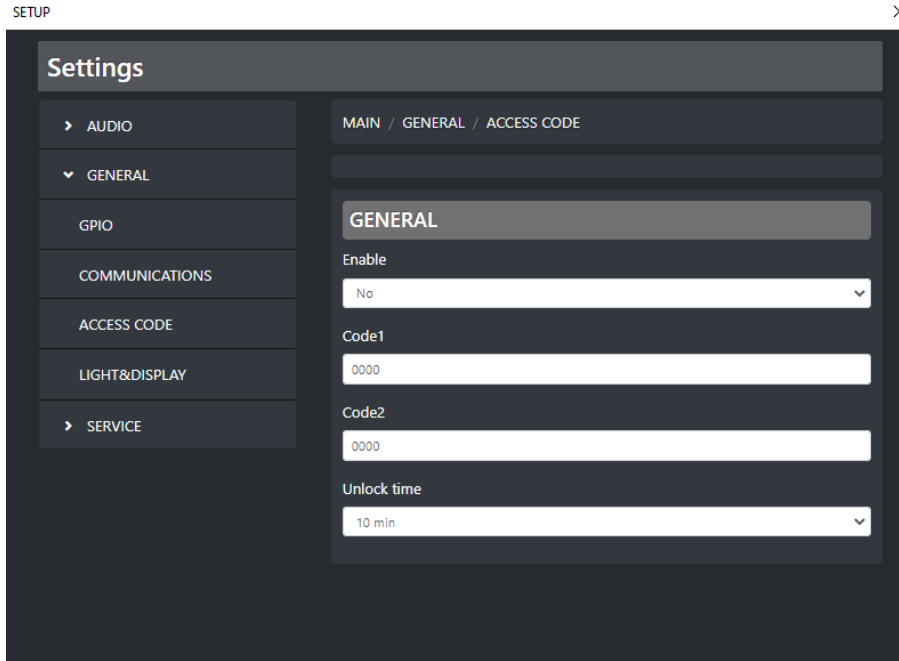 SETUP
Settings
AUDIO
GENERAL
GPIO
COMMUNICATIONS
ACCESS CODE
LIGHT&DISPLAY
SERVICE
MAIN / GENERAL / ACCESS CODE
GENERAL
Enable
No
Code1
0000
Code2
0000
Unlock time
10 min